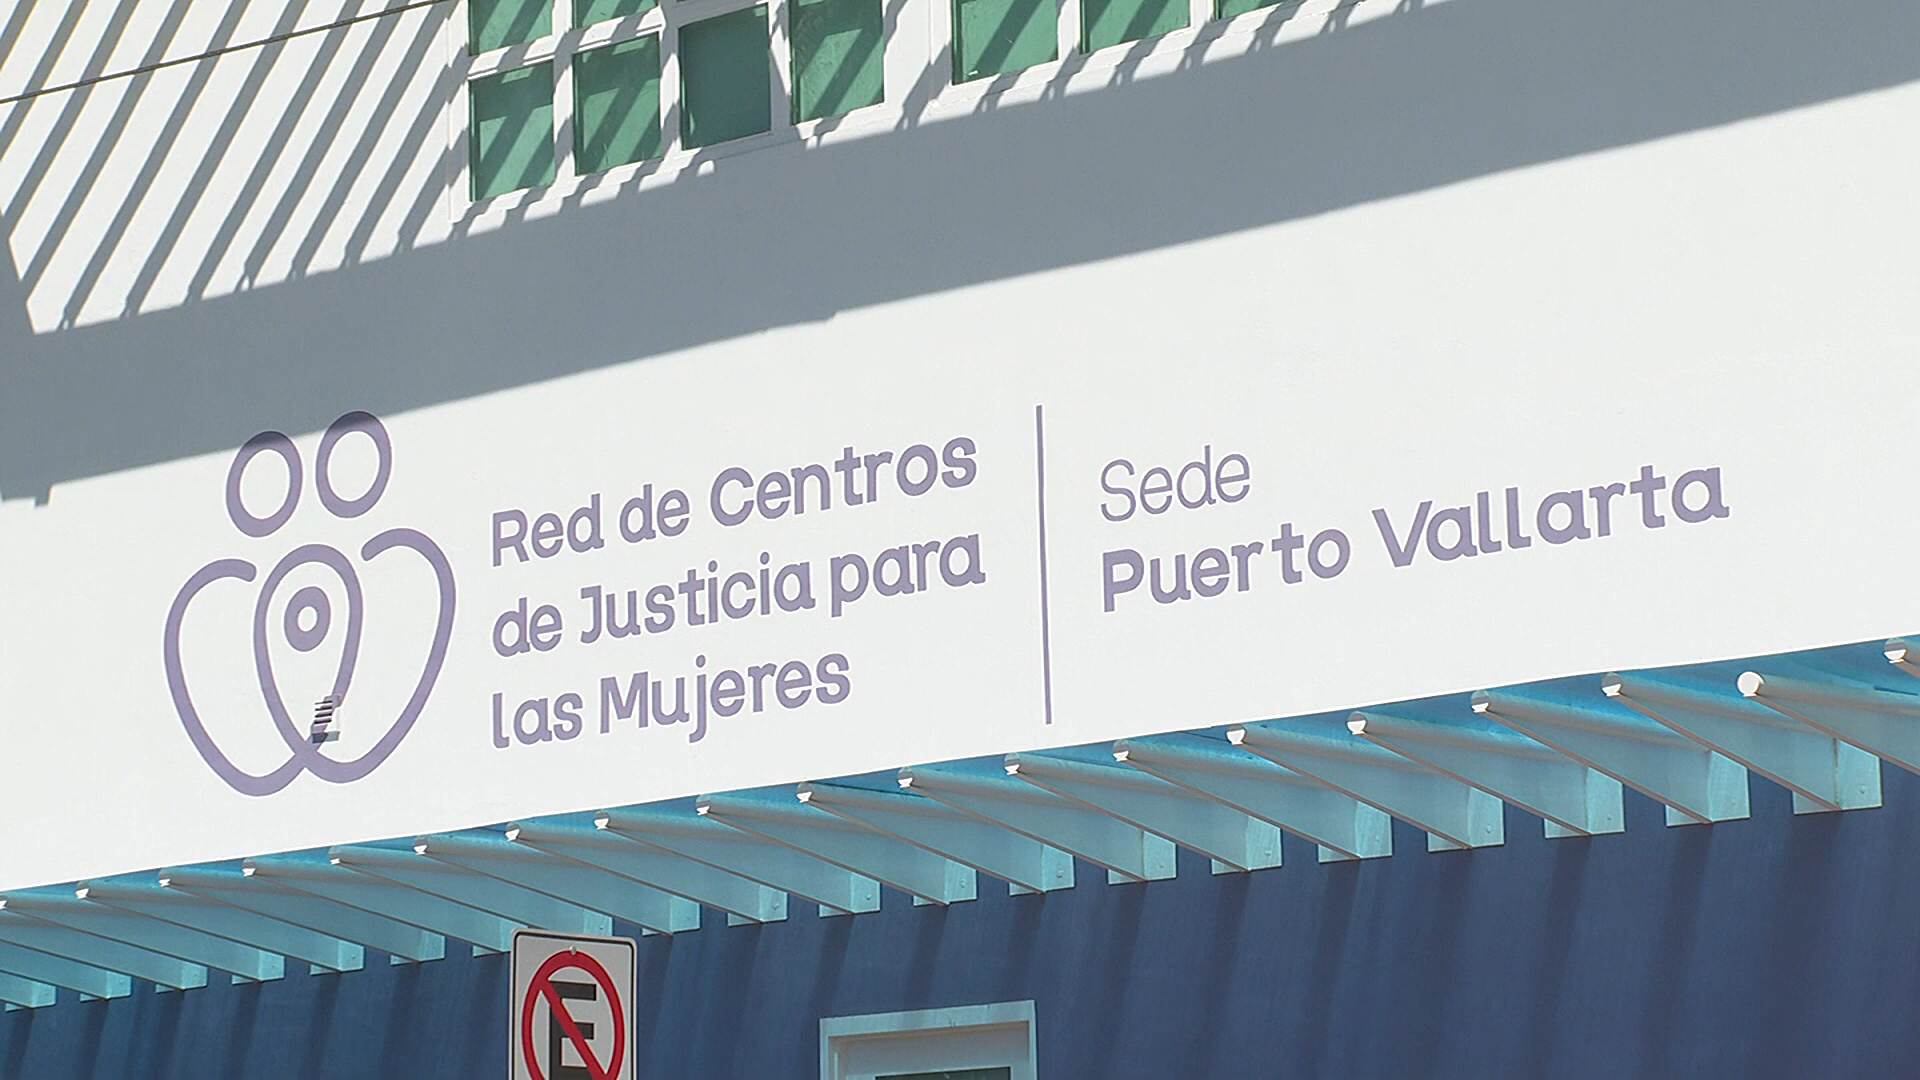 Red de Centros
de Justicia para
las Mujeres
Sede
Puerto Vallarta
E